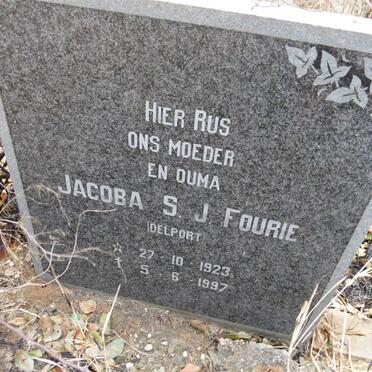 HIER RUS
ONS MOEDER
EN OUMA
JACOBA S J FOURIE
(DELPORT)
☆ 27 · 10 · 1923
† 5 · 6 · 1997